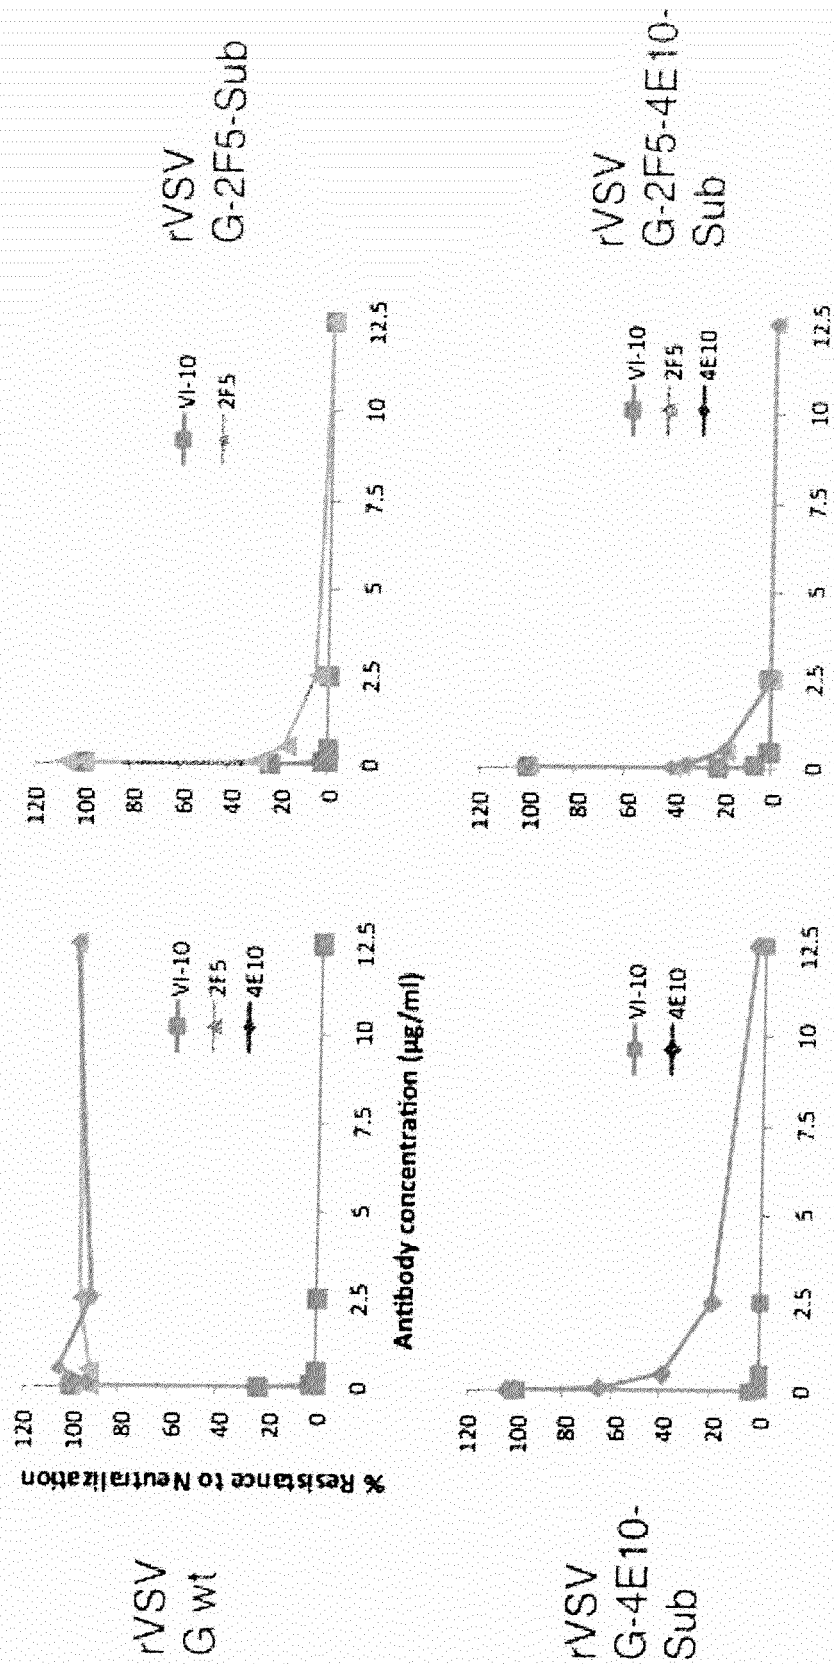 rVSV
G wt
% Resistance to Neutralization
120
100
80
60
40
20
0
0
2.5
5
7.5
10
12.5
Antibody concentration (µg/ml)
VI-10
2F5
4E10
120
100
80
60
40
20
0
0
2.5
5
7.5
10
12.5
VI-10
2F5
rVSV
G-2F5-Sub
rVSV
G-4E10-
Sub
120
100
80
60
40
20
0
0
2.5
5
7.5
10
12.5
VI-10
4E10
120
100
80
60
40
20
0
0
2.5
5
7.5
10
12.5
VI-10
2F5
4E10
rVSV
G-2F5-4E10-
Sub